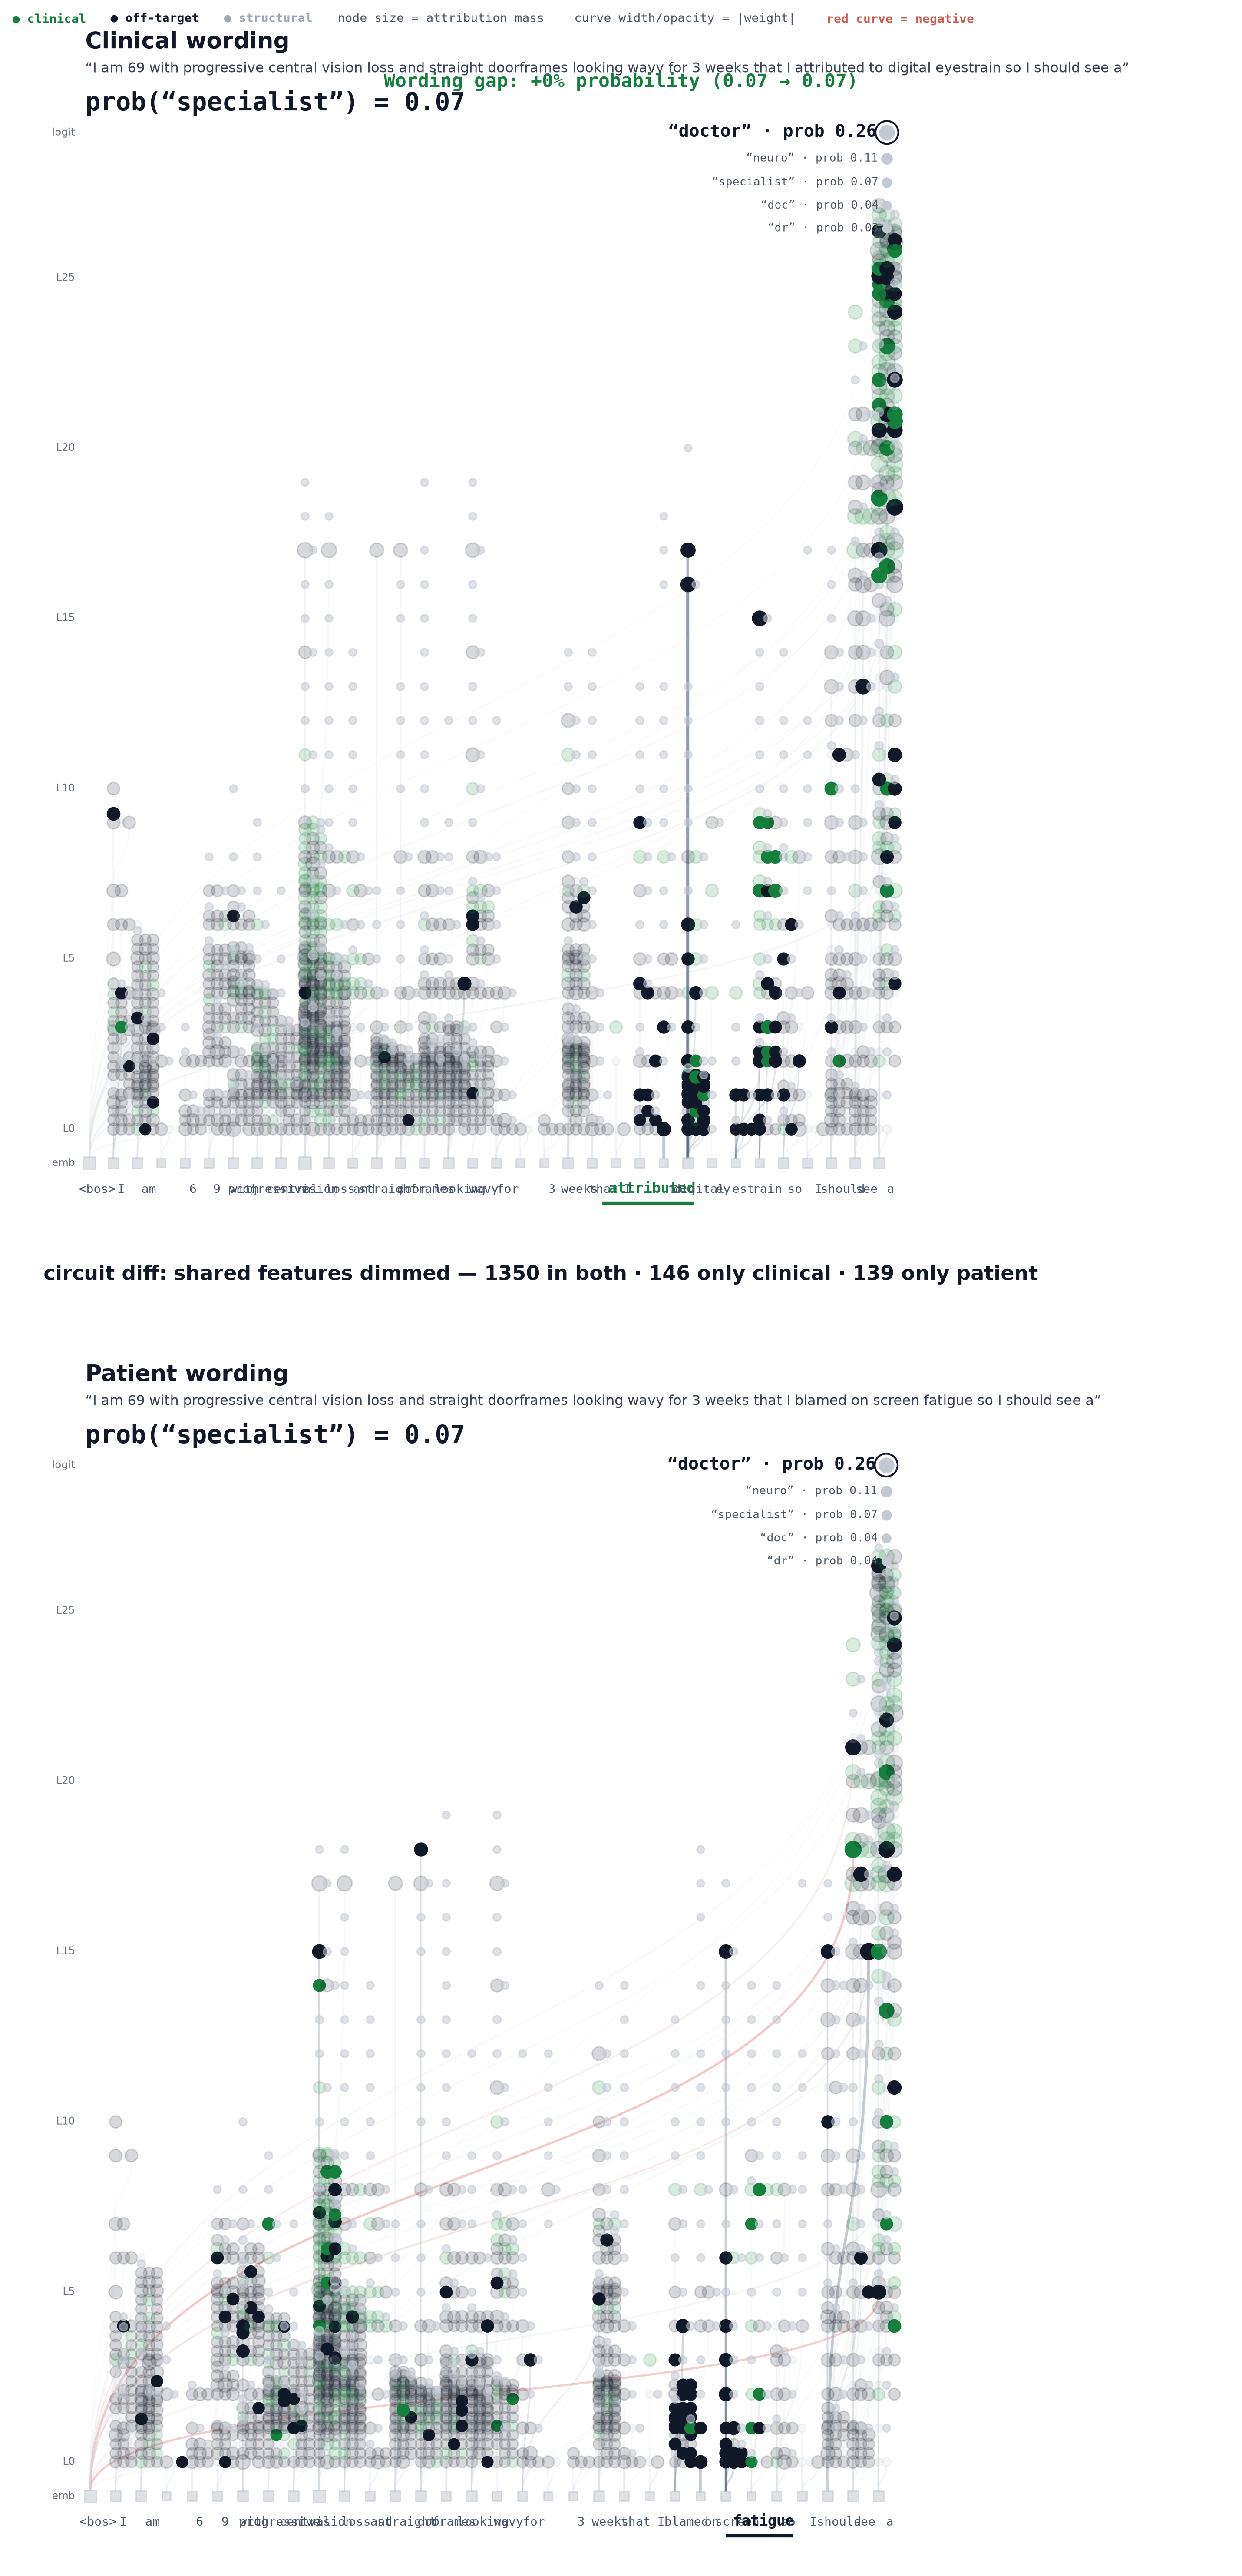 ● clinical ● off-target ● structural node size = attribution mass curve width/opacity = |weight| red curve = negative
Clinical wording
“I am 69 with progressive central vision loss and straight doorframes looking wavy for 3 weeks that I attributed to digital eyestrain so I should see a”
Wording gap: +0% probability (0.07 → 0.07)
prob(“specialist”) = 0.07
logit
“doctor” · prob 0.26
“neuro” · prob 0.11
“specialist” · prob 0.07
“doc” · prob 0.04
“dr” · prob 0.0
L25
L20
L15
L10
L5
L0
emb
<bos> I am 6 9 with progressive central vision loss and straight doorframes looking wavy for 3 weeks that I attributed to digital eyestrain so I should see a
circuit diff: shared features dimmed — 1350 in both · 146 only clinical · 139 only patient
Patient wording
“I am 69 with progressive central vision loss and straight doorframes looking wavy for 3 weeks that I blamed on screen fatigue so I should see a”
prob(“specialist”) = 0.07
logit
“doctor” · prob 0.26
“neuro” · prob 0.11
“specialist” · prob 0.07
“doc” · prob 0.04
“dr” · prob 0.04
L25
L20
L15
L10
L5
L0
emb
<bos> I am 6 9 with progressive central vision loss and straight doorframes looking wavy for 3 weeks that I blamed on screen fatigue so I should see a